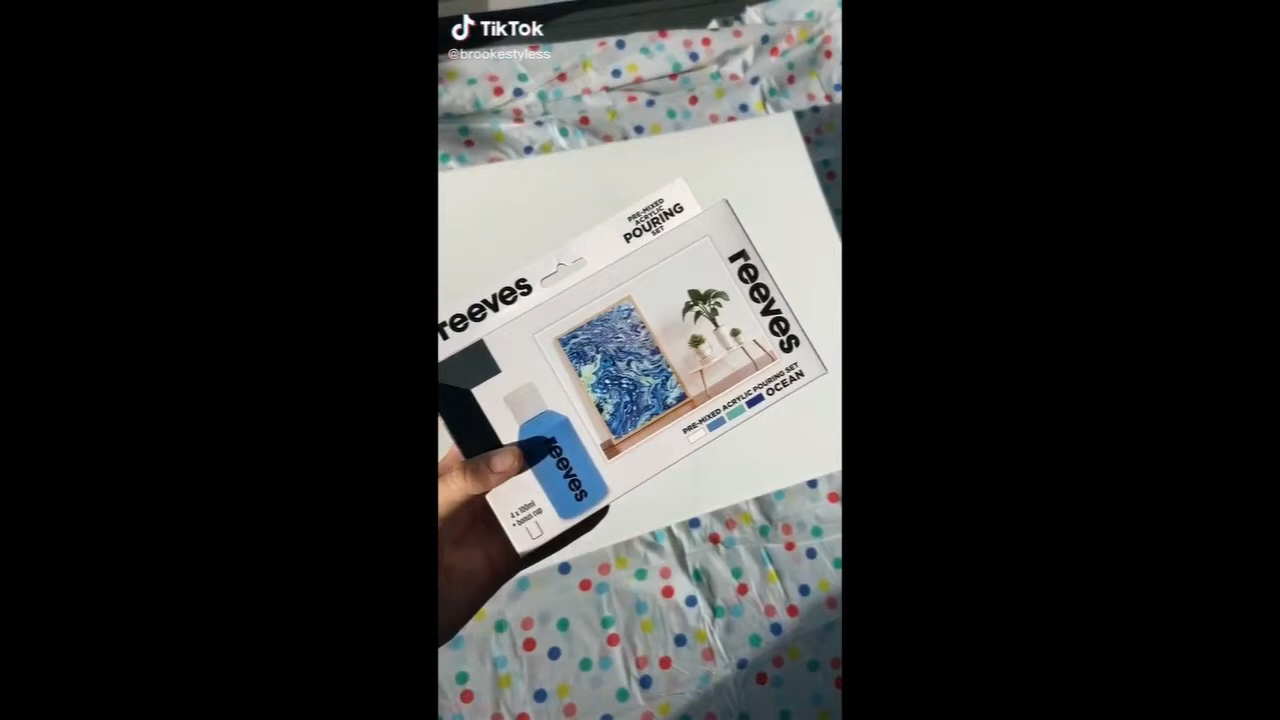 TikTok
@brookestyless
PRE-MIXED
ACRYLIC
POURING
SET
reeves
reeves
PRE-MIXED ACRYLIC POURING SET
OCEAN
reeves
4 x 100ml
+ bonus cup